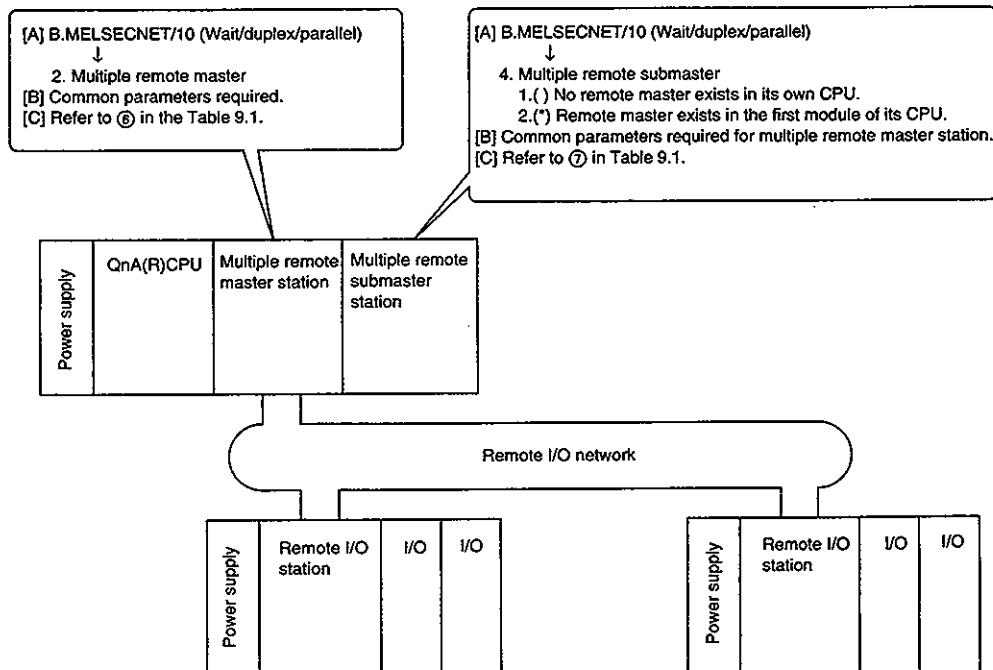 [A] B.MELSECNET/10 (Wait/duplex/parallel)
↓
2. Multiple remote master
[B] Common parameters required.
[C] Refer to ⑥ in the Table 9.1.
[A] B.MELSECNET/10 (Wait/duplex/parallel)
↓
4. Multiple remote submaster
1.( ) No remote master exists in its own CPU.
2.(*) Remote master exists in the first module of its CPU.
[B] Common parameters required for multiple remote master station.
[C] Refer to ⑦ in Table 9.1.
Power supply
QnA(R)CPU
Multiple remote
master station
Multiple remote
submaster
station
Remote I/O network
Power supply
Remote I/O
station
I/O
I/O
Power supply
Remote I/O
station
I/O
I/O